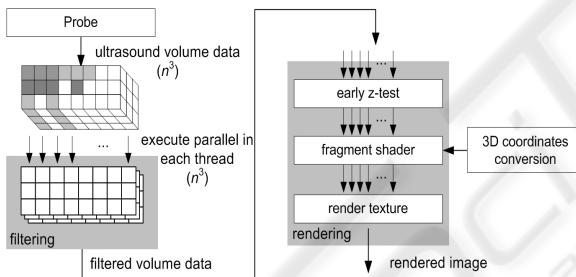 Probe
ultrasound volume data
(n³)
execute parallel in
each thread
(n³)
...
filtering
filtered volume data
...
early z-test
...
fragment shader
3D coordinates
conversion
...
render texture
rendering
rendered image